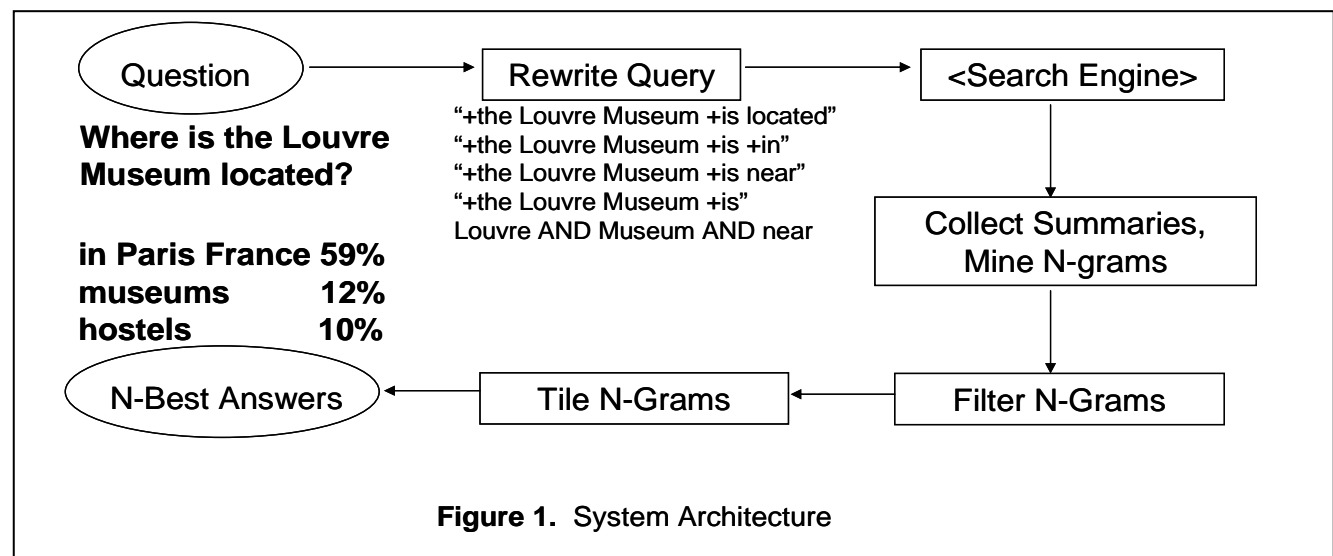 Question
Rewrite Query
<Search Engine>
Where is the Louvre
Museum located?
“+the Louvre Museum +is located”
“+the Louvre Museum +is +in”
“+the Louvre Museum +is near”
“+the Louvre Museum +is”
Louvre AND Museum AND near
Collect Summaries,
Mine N-grams
in Paris France 59%
museums 12%
hostels 10%
N-Best Answers
Tile N-Grams
Filter N-Grams
Figure 1. System Architecture